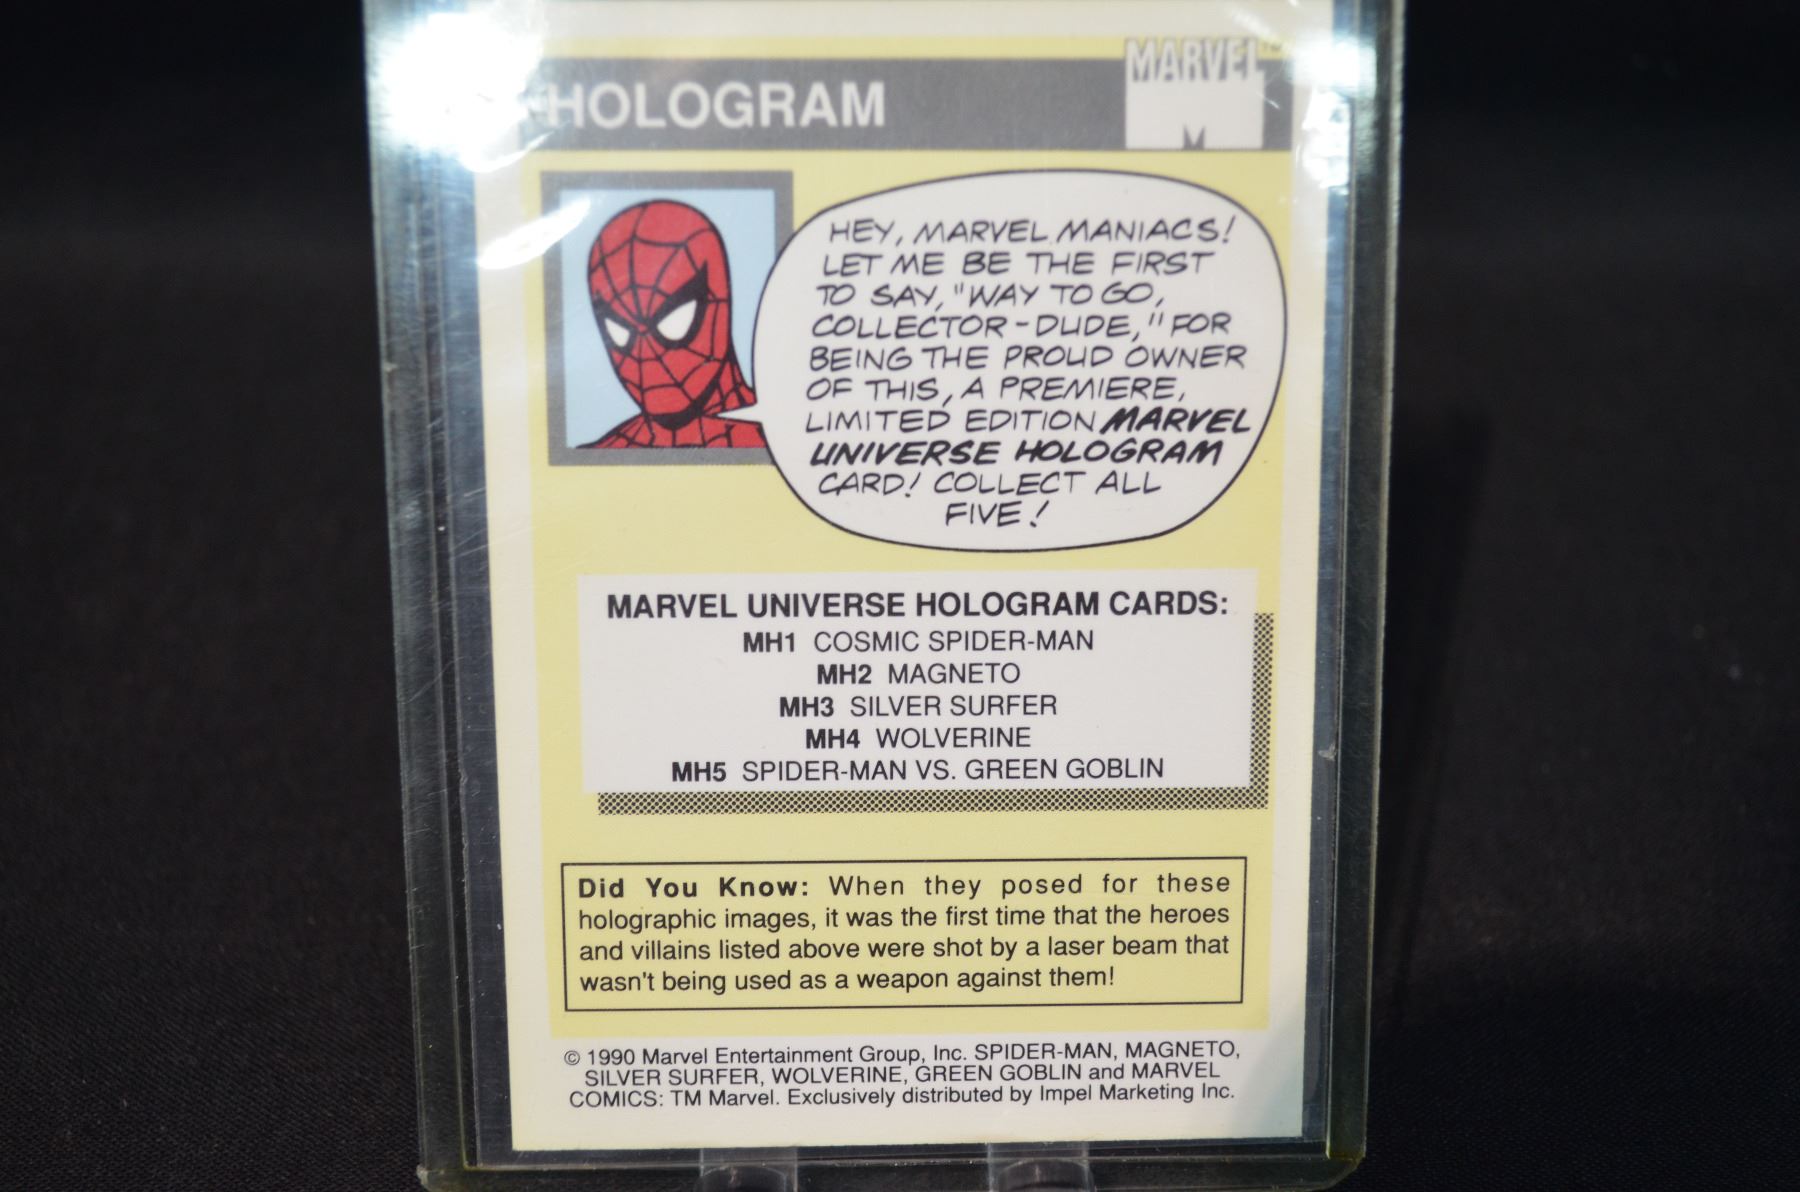 HOLOGRAM
MARVEL TM
M
HEY, MARVEL MANIACS!
LET ME BE THE FIRST
TO SAY, "WAY TO GO,
COLLECTOR-DUDE," FOR
BEING THE PROUD OWNER
OF THIS, A PREMIERE,
LIMITED EDITION MARVEL
UNIVERSE HOLOGRAM
CARD! COLLECT ALL
FIVE!
MARVEL UNIVERSE HOLOGRAM CARDS:
MH1 COSMIC SPIDER-MAN
MH2 MAGNETO
MH3 SILVER SURFER
MH4 WOLVERINE
MH5 SPIDER-MAN VS. GREEN GOBLIN
Did You Know: When they posed for these
holographic images, it was the first time that the heroes
and villains listed above were shot by a laser beam that
wasn't being used as a weapon against them!
© 1990 Marvel Entertainment Group, Inc. SPIDER-MAN, MAGNETO,
SILVER SURFER, WOLVERINE, GREEN GOBLIN and MARVEL
COMICS: TM Marvel. Exclusively distributed by Impel Marketing Inc.